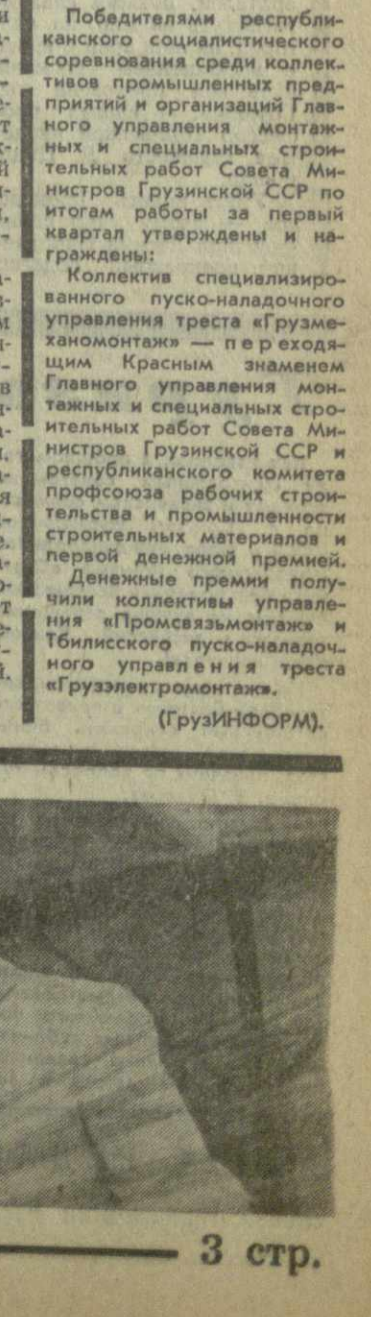 Победителями республи-
канского социалистического
соревнования среди коллек-
тивов промышленных пред-
приятий и организаций Глав-
ного управления монтаж-
ных и специальных строи-
тельных работ Совета Ми-
нистров Грузинской ССР по
итогам работы за первый
квартал утверждены и на-
граждены:
Коллектив специализиро-
ванного пуско-наладочного
управления треста «Грузме-
ханомонтаж» — переходя-
щим Красным знаменем
Главного управления мон-
тажных и специальных стро-
ительных работ Совета Ми-
нистров Грузинской ССР и
республиканского комитета
профсоюза рабочих строи-
тельства и промышленности
строительных материалов и
первой денежной премией.
Денежные премии полу-
чили коллективы управле-
ния «Промсвязьмонтаж» и
Тбилисского пуско-наладоч-
ного управления треста
«Грузэлектромонтаж».
(ГрузИНФОРМ).
3 стр.